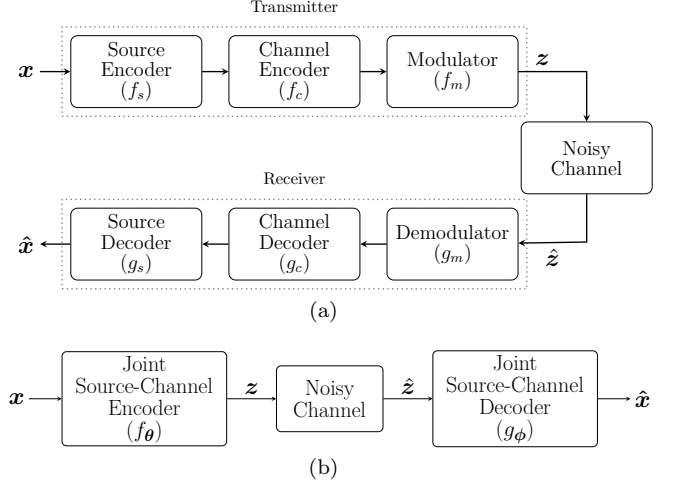 Transmitter
x
Source
Encoder
(f_s)
Channel
Encoder
(f_c)
Modulator
(f_m)
z
Noisy
Channel
Receiver
x̂
Source
Decoder
(g_s)
Channel
Decoder
(g_c)
Demodulator
(g_m)
ẑ
(a)
x
Joint
Source-Channel
Encoder
(f_θ)
z
Noisy
Channel
ẑ
Joint
Source-Channel
Decoder
(g_ϕ)
x̂
(b)